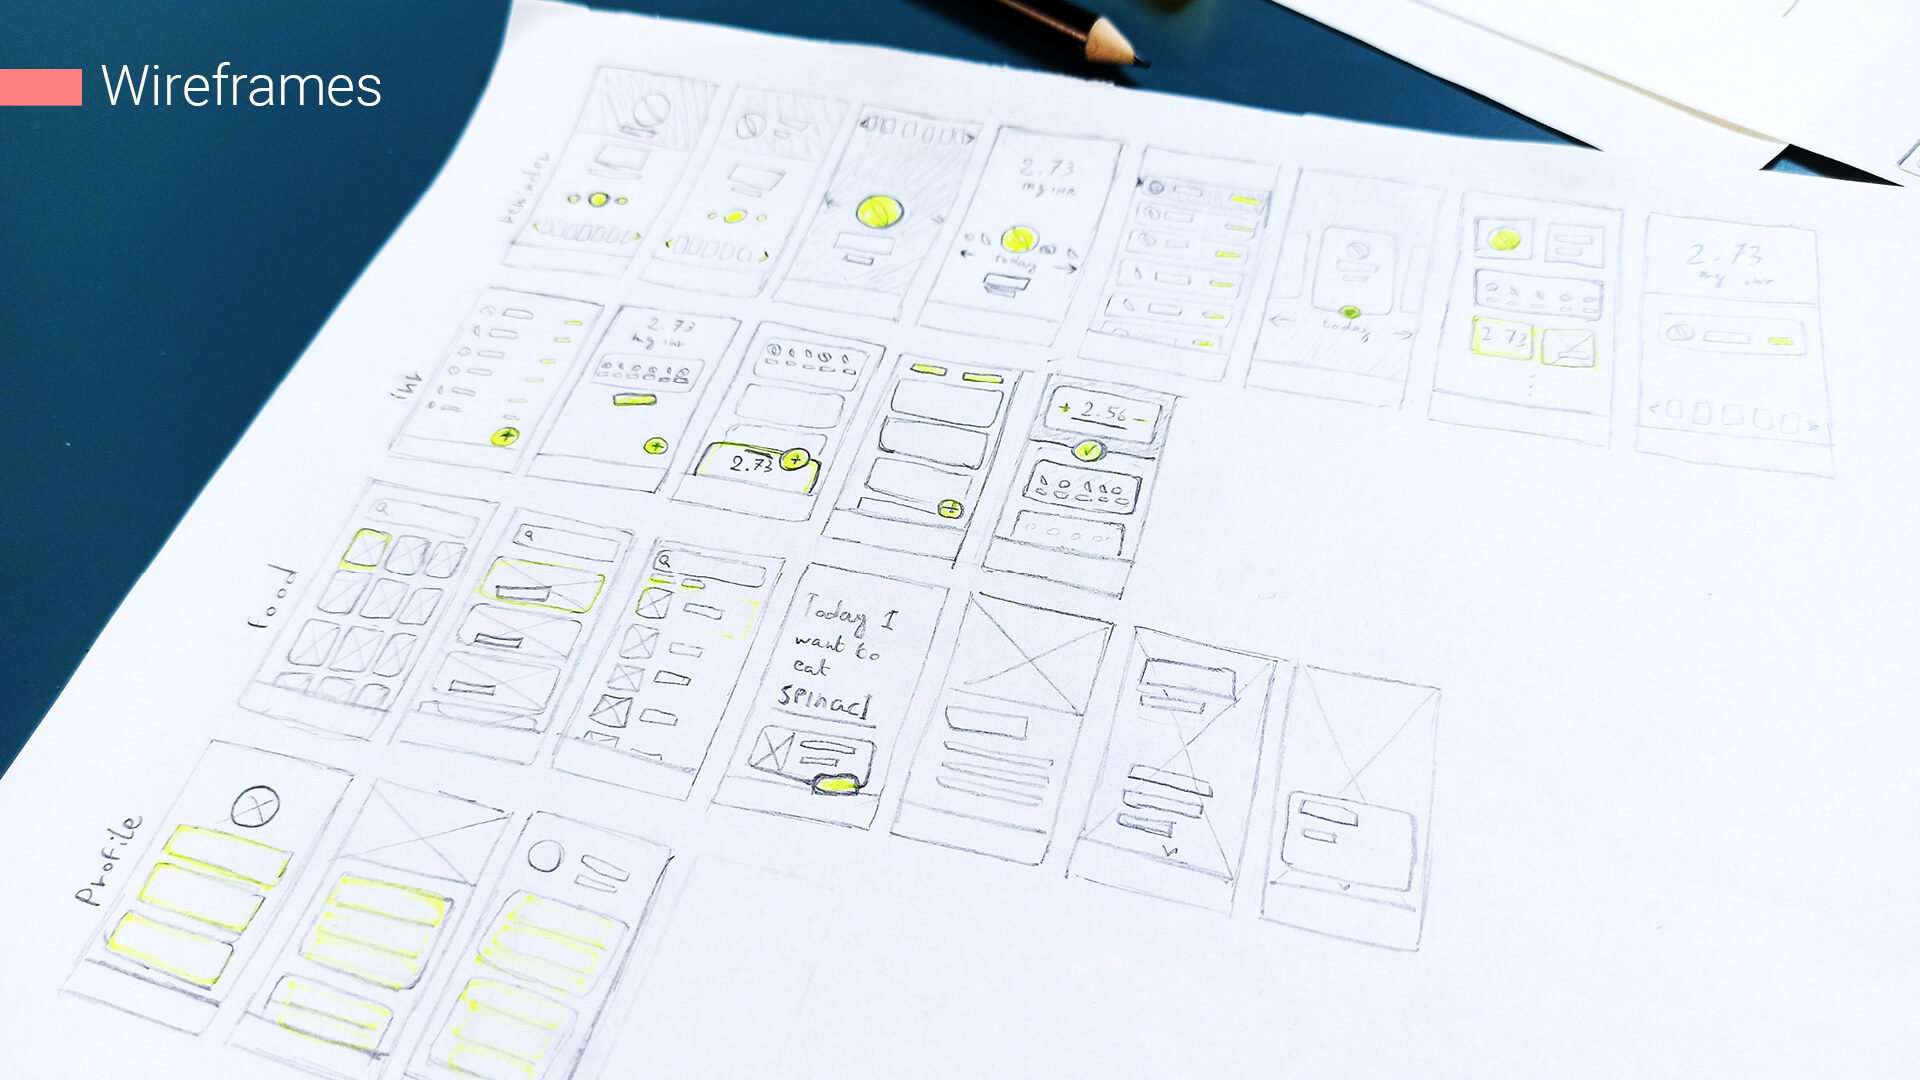 Wireframes
reminder
2.73
my inr
today
today
2.73
2.73
my inr
inr
2.73
my inr
2.73
+ 2.56 -
food
Today I
want to
eat
SPINACI
Profile